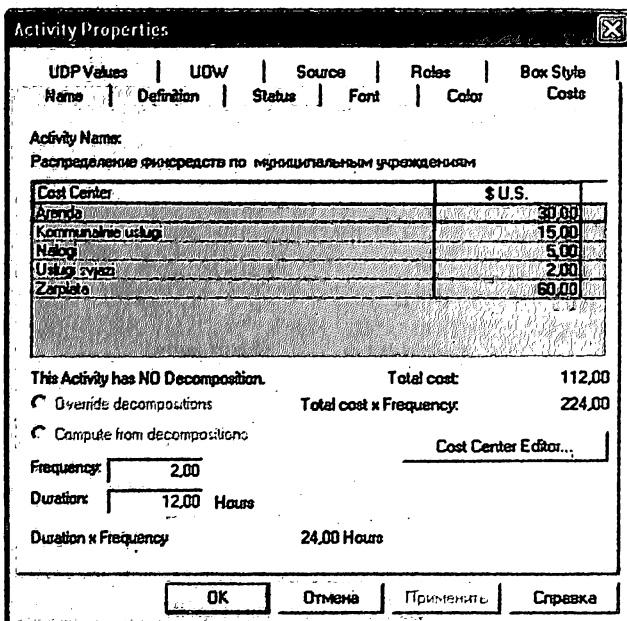 Activity Properties
UDP Values UOW Source Roles Box Style
Name Definition Status Font Color Costs
Activity Name:
Распределение финсредств по муниципальным учреждениям
Cost Center $ U.S.
Arenda 30,00
Kommunalnie uslugi 15,00
Nalogi 5,00
Uslugi svjazi 2,00
Zarplata 60,00
This Activity has NO Decomposition. Total cost: 112,00
Override decompositions Total cost x Frequency: 224,00
Compute from decompositions
Cost Center Editor...
Frequency: 2,00
Duration: 12,00 Hours
Duration x Frequency 24,00 Hours
OK Отмена Применить Справка